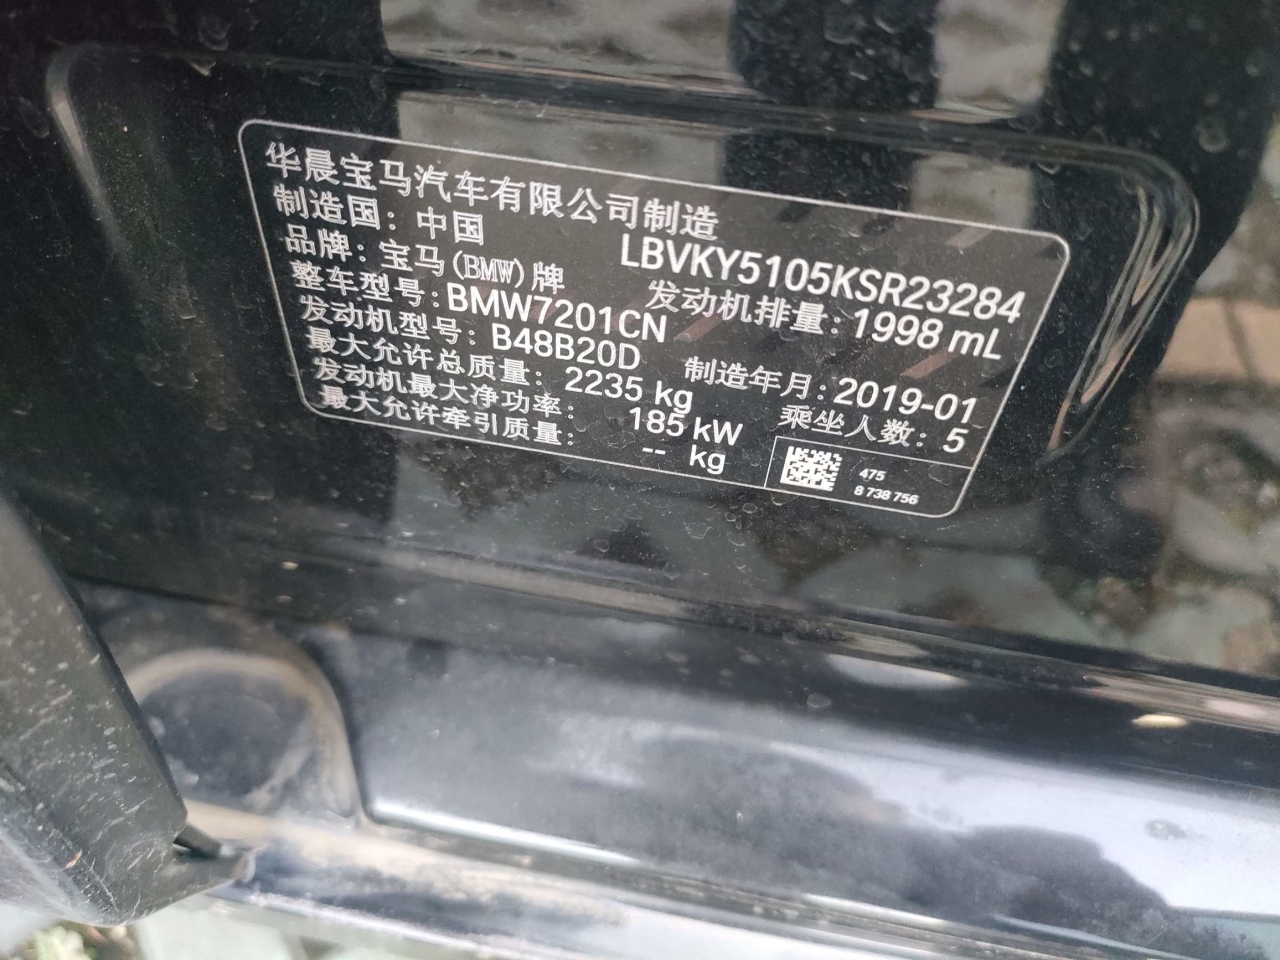 华晨宝马汽车有限公司制造
制造国：中国 LBVKY5105KSR23284
品牌：宝马(BMW)牌 发动机排量：1998 mL
整车型号：BMW7201CN
发动机型号：B48B20D 制造年月：2019-01
最大允许总质量：2235 kg 乘坐人数：5
发动机最大净功率：185 kW
最大允许牵引质量：-- kg
475
8 738 756